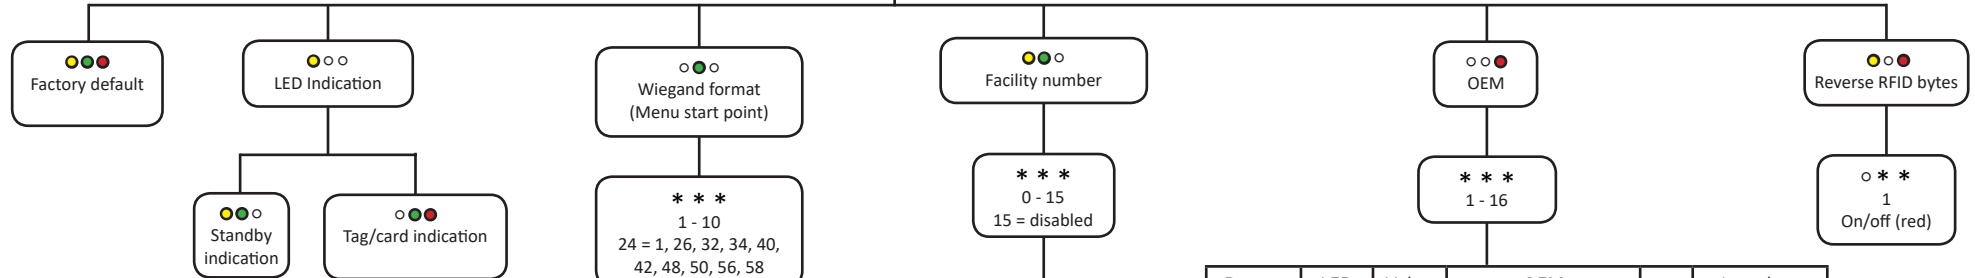 Factory default
LED Indication
Wiegand format
(Menu start point)
Facility number
OEM
Reverse RFID bytes
Standby
indication
Tag/card indication
* * *
1 - 10
24 = 1, 26, 32, 34, 40,
42, 48, 50, 56, 58
* * *
0 - 15
15 = disabled
* * *
1 - 16
* *
1
On/off (red)